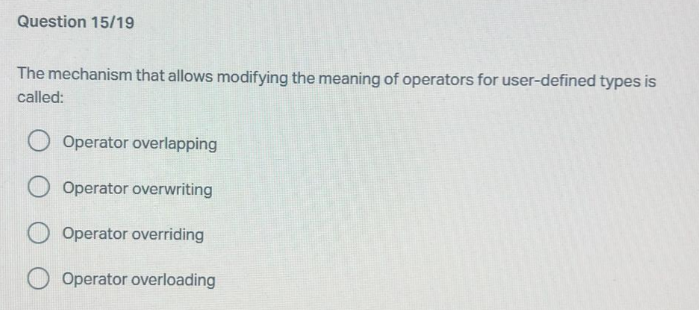 Question 15/19
The mechanism that allows modifying the meaning of operators for user-defined types is
called:
Operator overlapping
Operator overwriting
Operator overriding
Operator overloading